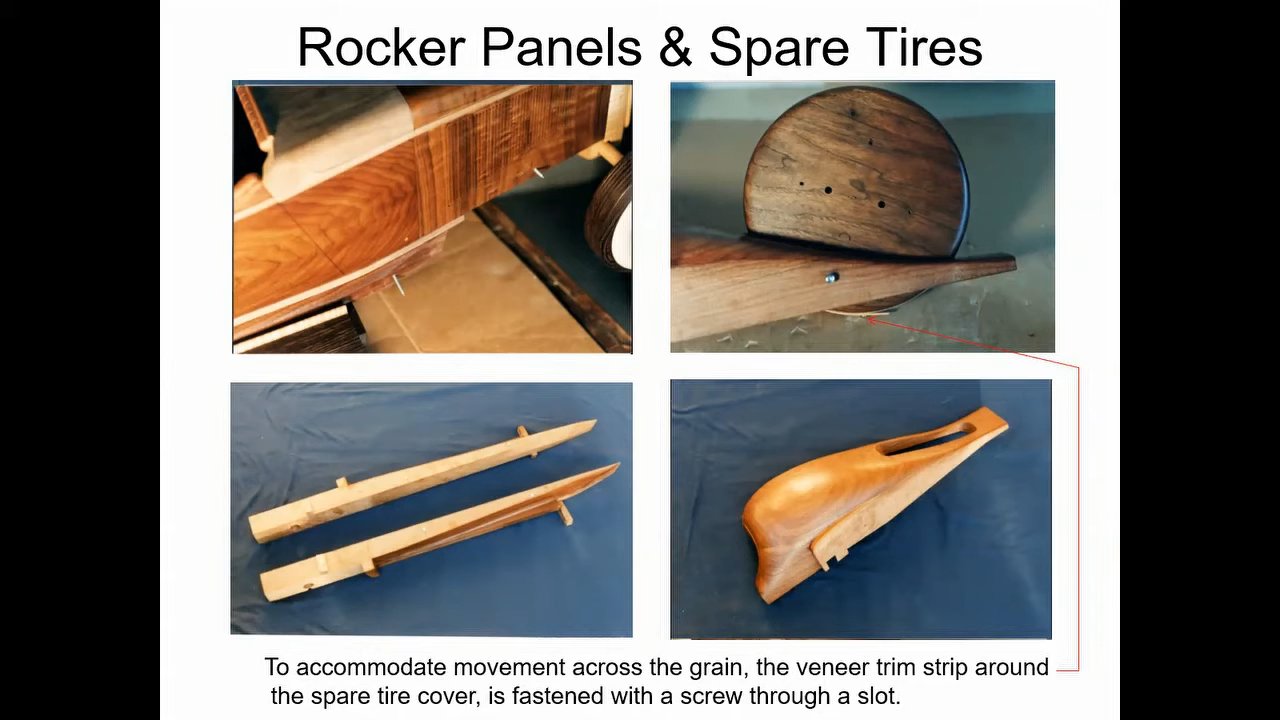 Rocker Panels & Spare Tires
To accommodate movement across the grain, the veneer trim strip around
the spare tire cover, is fastened with a screw through a slot.